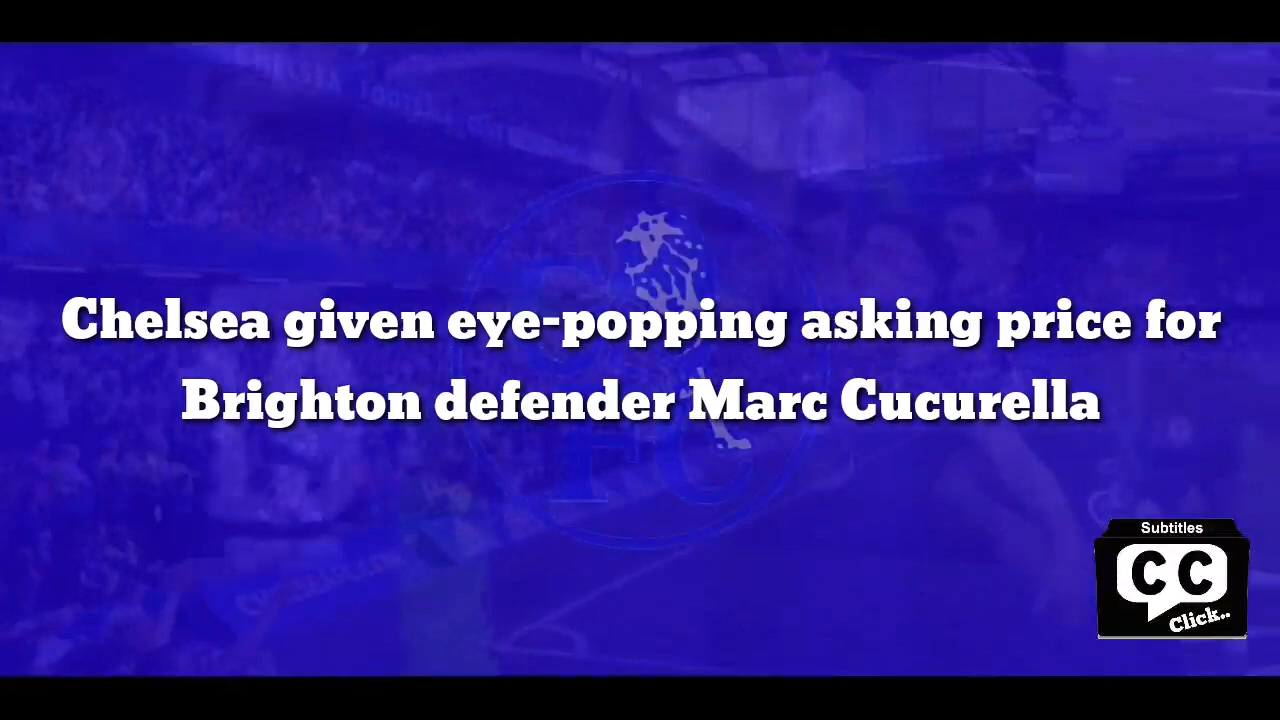 Chelsea given eye-popping asking price for
Brighton defender Marc Cucurella
Subtitles
CC
Click..